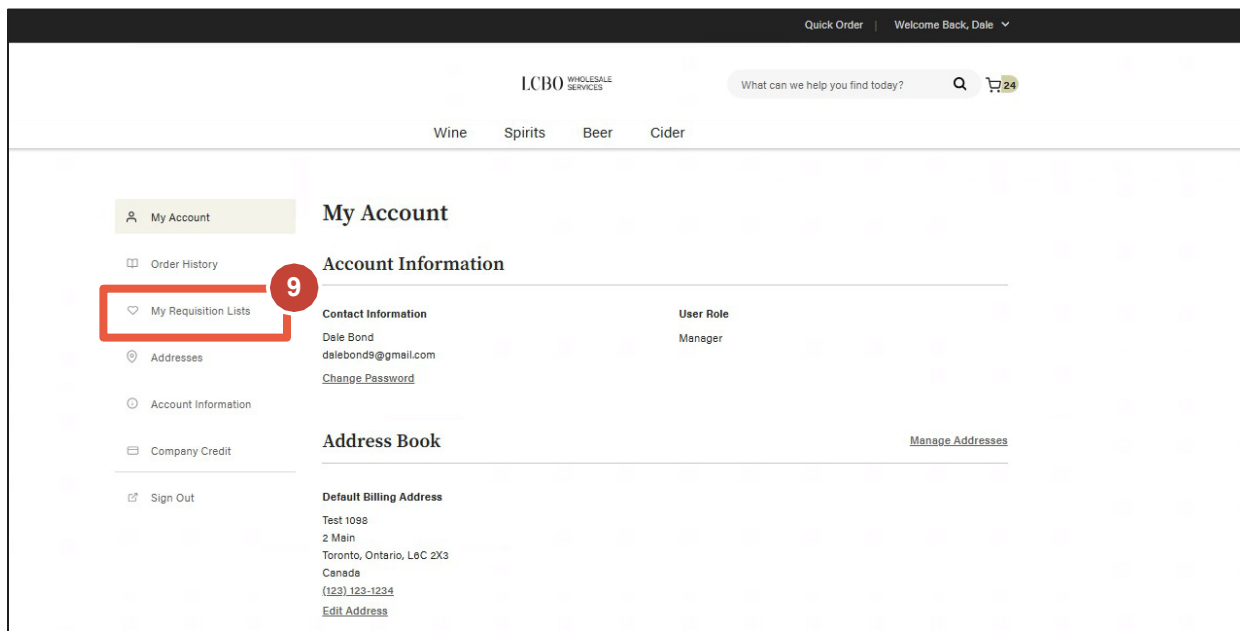 Quick Order | Welcome Back, Dale
LCBO WHOLESALE SERVICES
What can we help you find today?
24
Wine Spirits Beer Cider
My Account
Order History
9
My Requisition Lists
Addresses
Account Information
Company Credit
Sign Out
My Account
Account Information
Contact Information
Dale Bond
dalebond9@gmail.com
Change Password
User Role
Manager
Address Book
Manage Addresses
Default Billing Address
Test 1098
2 Main
Toronto, Ontario, L6C 2X3
Canada
(123) 123-1234
Edit Address